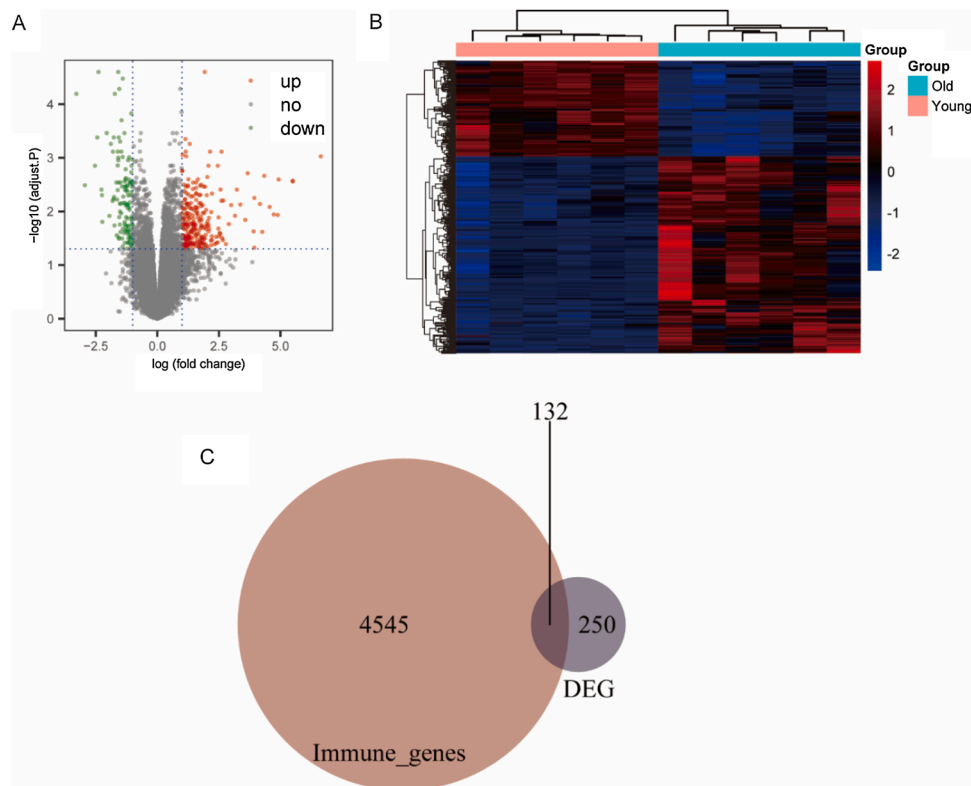 A
up
no
down
4
3
2
1
0
−log10 (adjust.P)
−2.5
0.0
2.5
5.0
log (fold change)
B
Group
2
1
0
-1
-2
Group
Old
Young
C
132
4545
250
DEG
Immune_genes